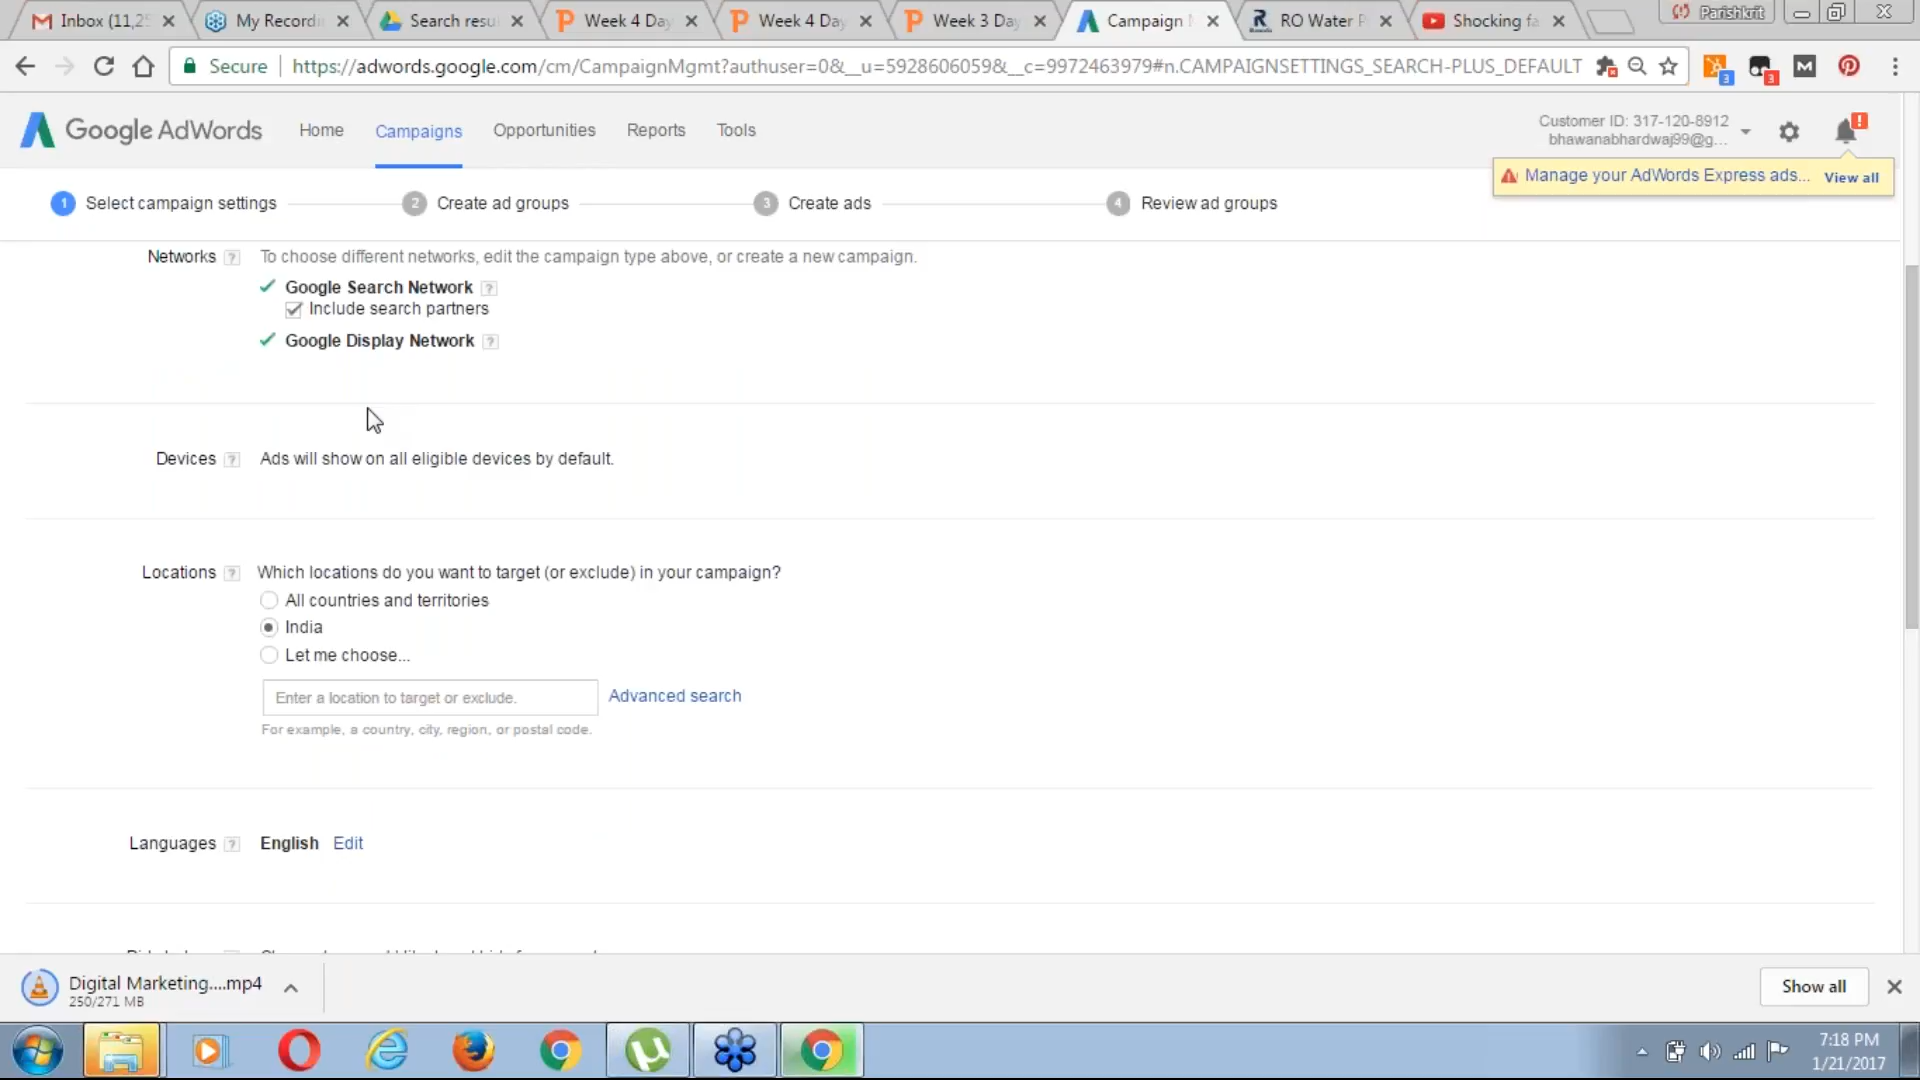 Inbox (11,25
My Recordi
Search resu
Week 4 Day
Week 4 Day
Week 3 Day
Campaign
RO Water P
Shocking fa
Parishkrit
Secure
https://adwords.google.com/cm/CampaignMgmt?authuser=0&__u=5928606059&__c=9972463979#n.CAMPAIGNSETTINGS_SEARCH-PLUS_DEFAULT
3
3
Google AdWords
Home
Campaigns
Opportunities
Reports
Tools
Customer ID: 317-120-8912
bhawanabhardwaj99@g...
Manage your AdWords Express ads... View all
1 Select campaign settings
2 Create ad groups
3 Create ads
4 Review ad groups
Networks ? To choose different networks, edit the campaign type above, or create a new campaign.
Google Search Network ?
Include search partners
Google Display Network ?
Devices ? Ads will show on all eligible devices by default.
Locations ? Which locations do you want to target (or exclude) in your campaign?
All countries and territories
India
Let me choose...
Enter a location to target or exclude. Advanced search
For example, a country, city, region, or postal code.
Languages ? English Edit
Digital Marketing....mp4
250/271 MB
Show all
7:18 PM
1/21/2017